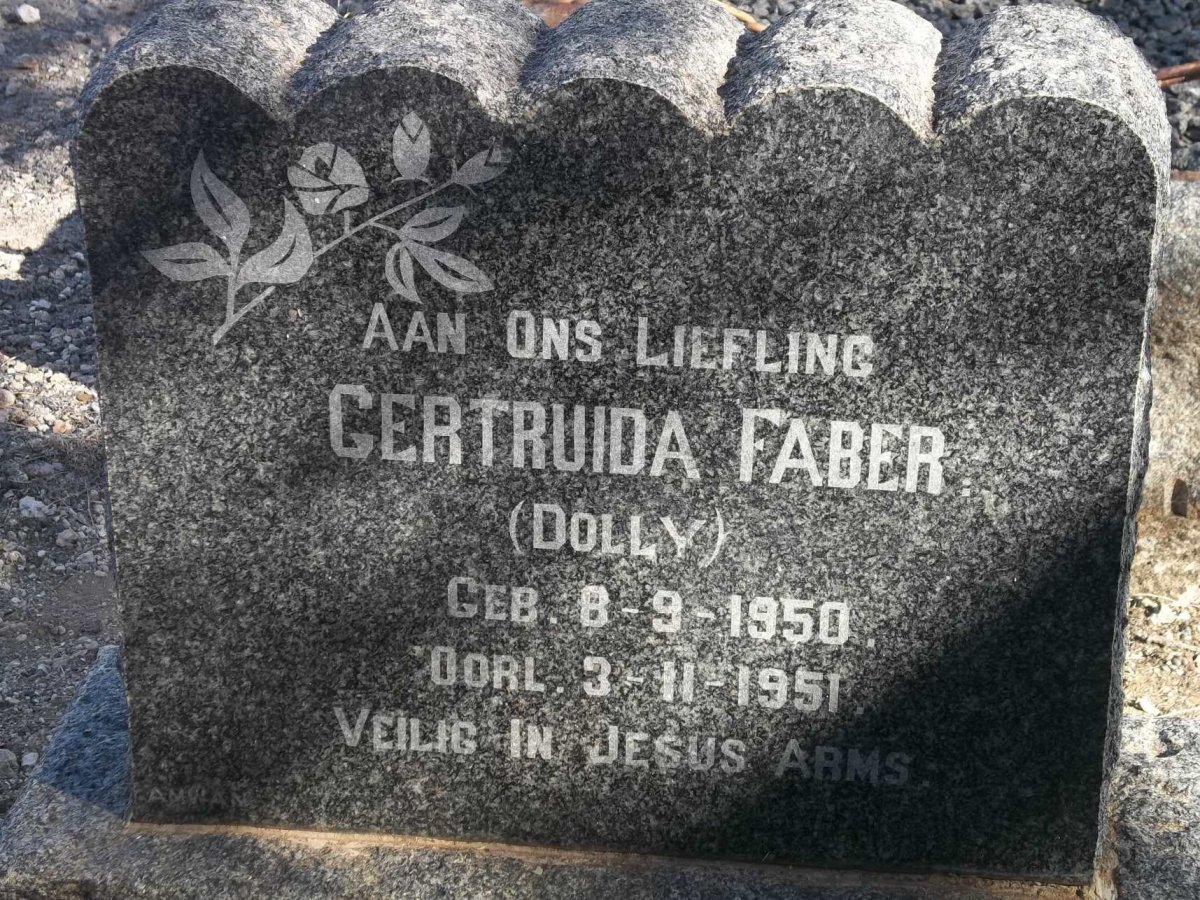 AAN ONS LIEFLING
GERTRUIDA FABER
(DOLLY)
GEB. 8-9-1950.
OORL. 3-11-1951.
VEILIG IN JESUS ARMS